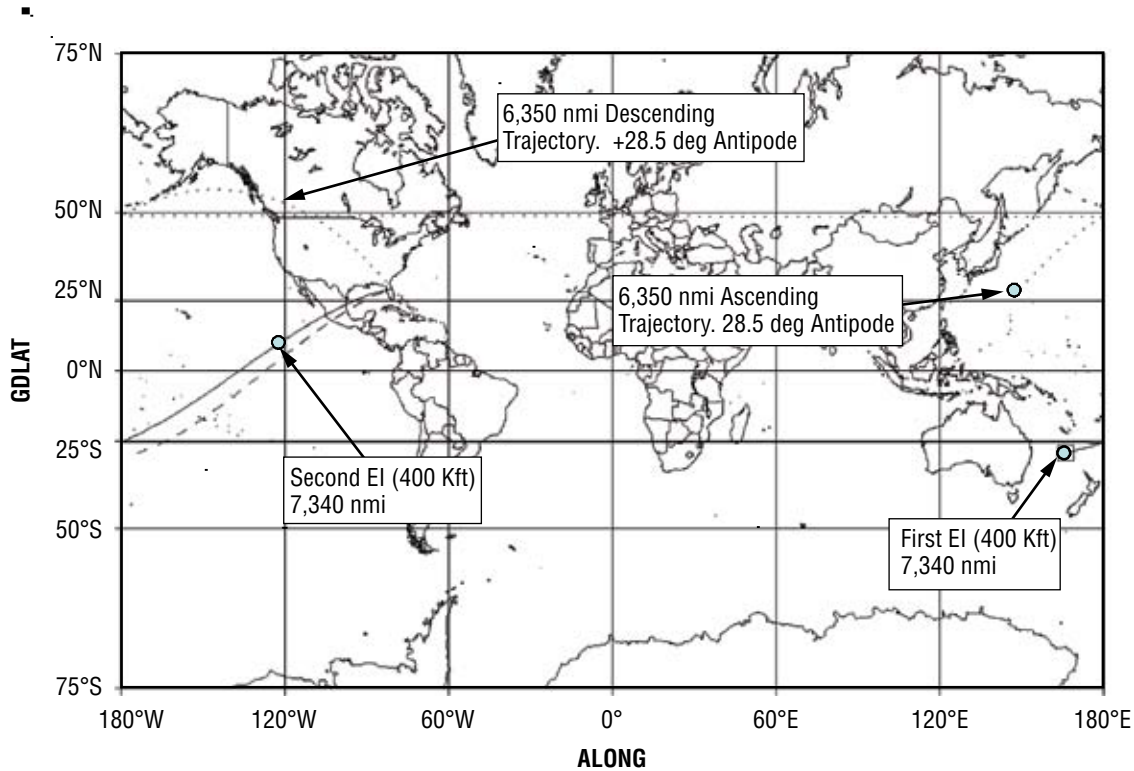 75°N
6,350 nmi Descending
Trajectory. +28.5 deg Antipode
50°N
25°N
6,350 nmi Ascending
Trajectory. 28.5 deg Antipode
GDLAT
0°N
25°S
Second EI (400 Kft)
7,340 nmi
50°S
First EI (400 Kft)
7,340 nmi
75°S
180°W
120°W
60°W
0°
60°E
120°E
180°E
ALONG